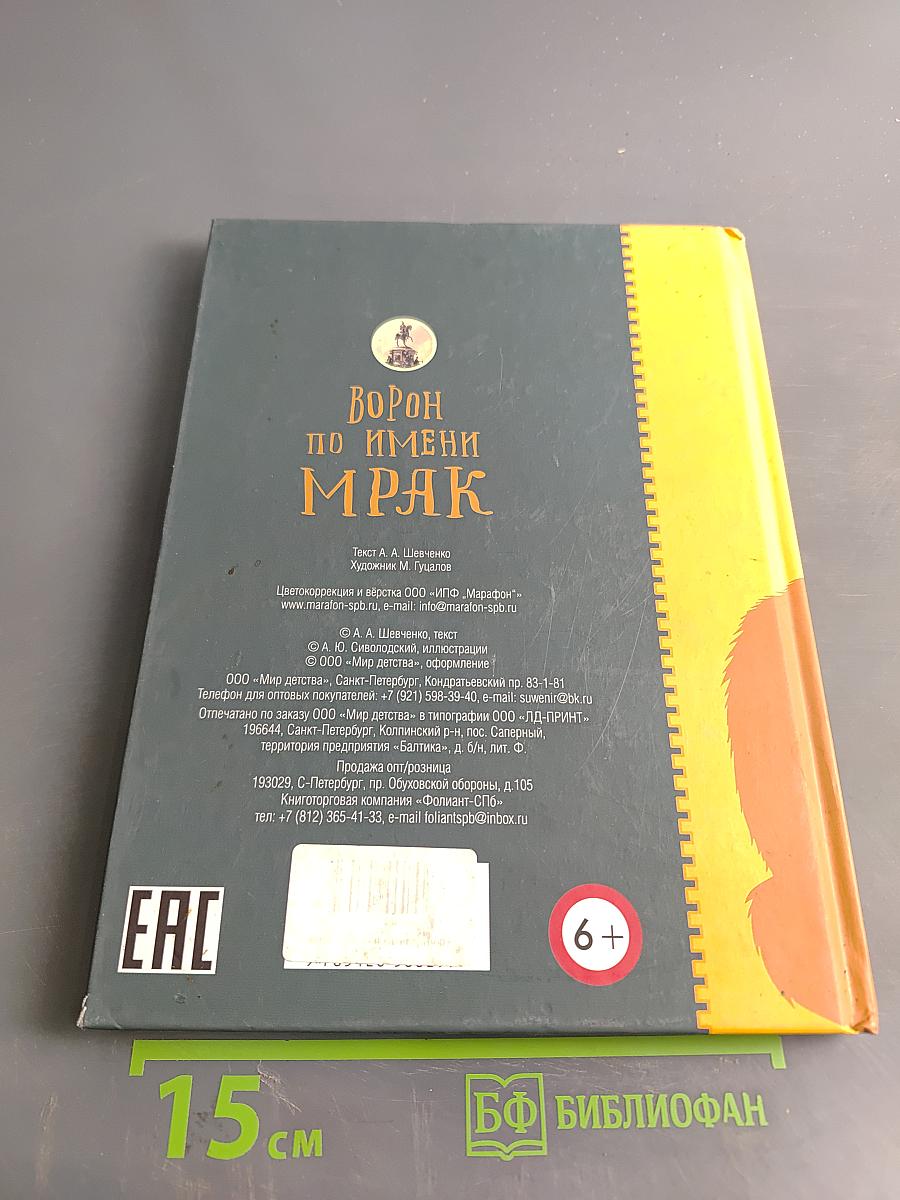 ВОРОН
ПО ИМЕНИ
МРАК
Текст А. А. Шевченко
Художник М. Гуцалов
Цветокоррекция и вёрстка ООО «ИПФ „Марафон“»
www.marafon-spb.ru, e-mail: info@marafon-spb.ru
© А. А. Шевченко, текст
© А. Ю. Сиволодский, иллюстрации
© ООО «Мир детства», оформление
ООО «Мир детства», Санкт-Петербург, Кондратьевский пр. 83-1-81
Телефон для оптовых покупателей: +7 (921) 598-39-40, e-mail: suwenir@bk.ru
Отпечатано по заказу ООО «Мир детства» в типографии ООО «ЛД-ПРИНТ»
196644, Санкт-Петербург, Колпинский р-н, пос. Саперный,
территория предприятия «Балтика», д. б/н, лит. Ф.
Продажа опт/розница
193029, С-Петербург, пр. Обуховской обороны, д.105
Книготорговая компания «Фолиант-СПб»
тел: +7 (812) 365-41-33, e-mail foliantspb@inbox.ru
EAC
6+
15 см
БФ БИБЛИОФАН